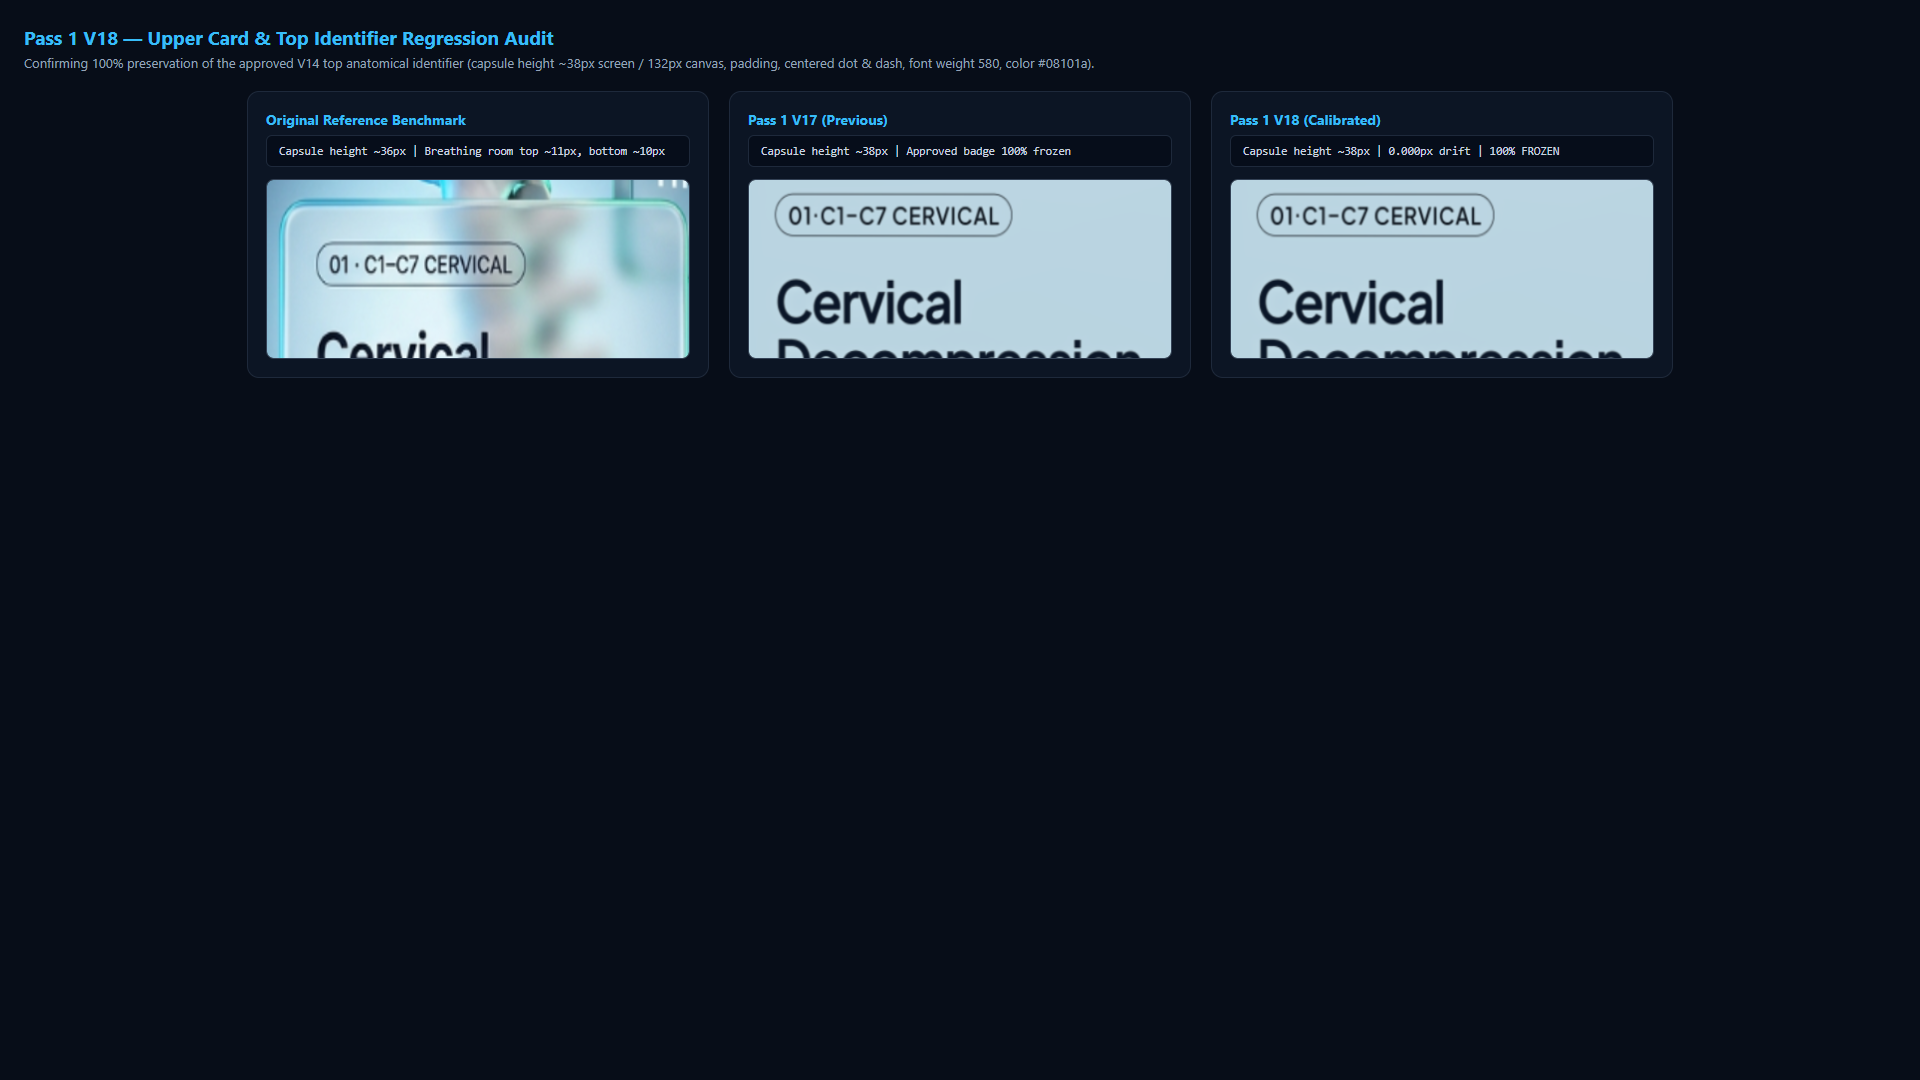 Pass 1 V18 — Upper Card & Top Identifier Regression Audit
Confirming 100% preservation of the approved V14 top anatomical identifier (capsule height ~38px screen / 132px canvas, padding, centered dot & dash, font weight 580, color #08101a).
Original Reference Benchmark
Capsule height ~36px | Breathing room top ~11px, bottom ~10px
01 · C1–C7 CERVICAL
Cervical
Pass 1 V17 (Previous)
Capsule height ~38px | Approved badge 100% frozen
01·C1–C7 CERVICAL
Cervical
Decompression
Pass 1 V18 (Calibrated)
Capsule height ~38px | 0.000px drift | 100% FROZEN
01·C1–C7 CERVICAL
Cervical
Decompression